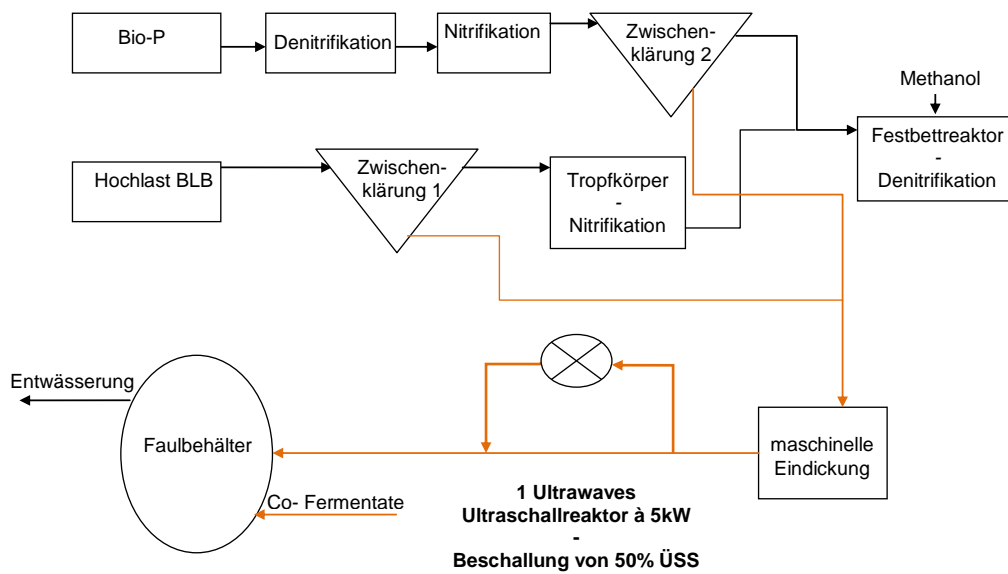 Bio-P
Denitrifikation
Nitrifikation
Zwischen-
klärung 2
Methanol
Festbettreaktor
-
Denitrifikation
Hochlast BLB
Zwischen-
klärung 1
Tropfkörper
-
Nitrifikation
Entwässerung
Faulbehälter
Co- Fermentate
maschinelle
Eindickung
1 Ultrawaves
Ultraschallreaktor à 5kW
-
Beschallung von 50% ÜSS